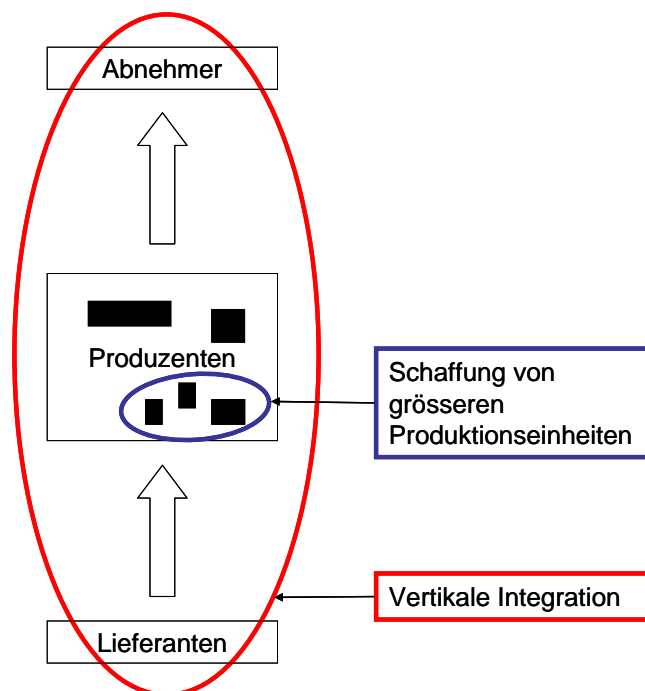 Abnehmer
Produzenten
Schaffung von
grösseren
Produktionseinheiten
Vertikale Integration
Lieferanten